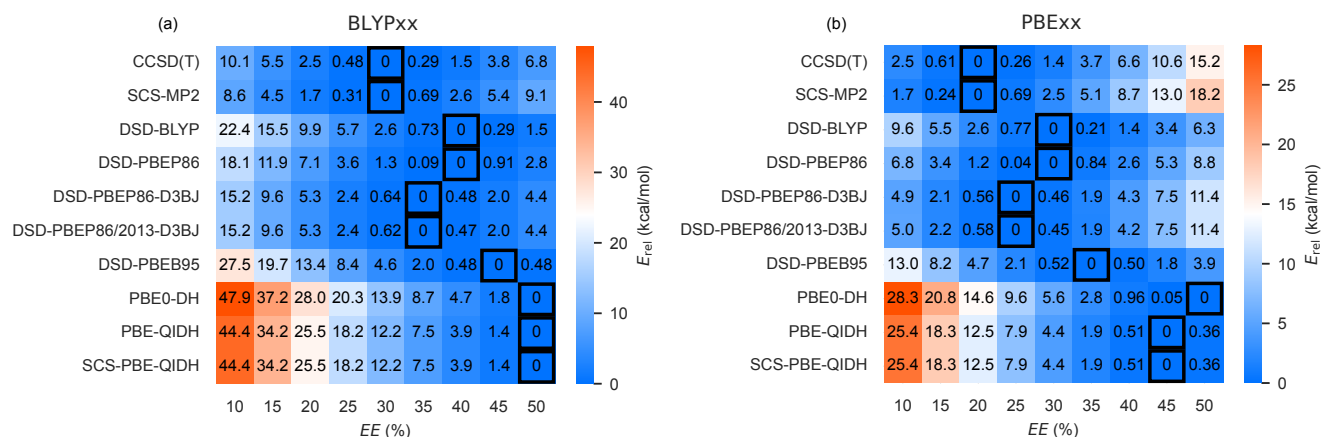 (a) BLYPxx
CCSD(T) 10.1 5.5 2.5 0.48 0 0.29 1.5 3.8 6.8
SCS-MP2 8.6 4.5 1.7 0.31 0 0.69 2.6 5.4 9.1
DSD-BLYP 22.4 15.5 9.9 5.7 2.6 0.73 0 0.29 1.5
DSD-PBEP86 18.1 11.9 7.1 3.6 1.3 0.09 0 0.91 2.8
DSD-PBEP86-D3BJ 15.2 9.6 5.3 2.4 0.64 0 0.48 2.0 4.4
DSD-PBEP86/2013-D3BJ 15.2 9.6 5.3 2.4 0.62 0 0.47 2.0 4.4
DSD-PBEB95 27.5 19.7 13.4 8.4 4.6 2.0 0.48 0 0.48
PBE0-DH 47.9 37.2 28.0 20.3 13.9 8.7 4.7 1.8 0
PBE-QIDH 44.4 34.2 25.5 18.2 12.2 7.5 3.9 1.4 0
SCS-PBE-QIDH 44.4 34.2 25.5 18.2 12.2 7.5 3.9 1.4 0
10 15 20 25 30 35 40 45 50
EE (%)
40
30
20
10
0
E_rel (kcal/mol)
(b) PBExx
CCSD(T) 2.5 0.61 0 0.26 1.4 3.7 6.6 10.6 15.2
SCS-MP2 1.7 0.24 0 0.69 2.5 5.1 8.7 13.0 18.2
DSD-BLYP 9.6 5.5 2.6 0.77 0 0.21 1.4 3.4 6.3
DSD-PBEP86 6.8 3.4 1.2 0.04 0 0.84 2.6 5.3 8.8
DSD-PBEP86-D3BJ 4.9 2.1 0.56 0 0.46 1.9 4.3 7.5 11.4
DSD-PBEP86/2013-D3BJ 5.0 2.2 0.58 0 0.45 1.9 4.2 7.5 11.4
DSD-PBEB95 13.0 8.2 4.7 2.1 0.52 0 0.50 1.8 3.9
PBE0-DH 28.3 20.8 14.6 9.6 5.6 2.8 0.96 0.05 0
PBE-QIDH 25.4 18.3 12.5 7.9 4.4 1.9 0.51 0 0.36
SCS-PBE-QIDH 25.4 18.3 12.5 7.9 4.4 1.9 0.51 0 0.36
10 15 20 25 30 35 40 45 50
EE (%)
25
20
15
10
5
0
E_rel (kcal/mol)